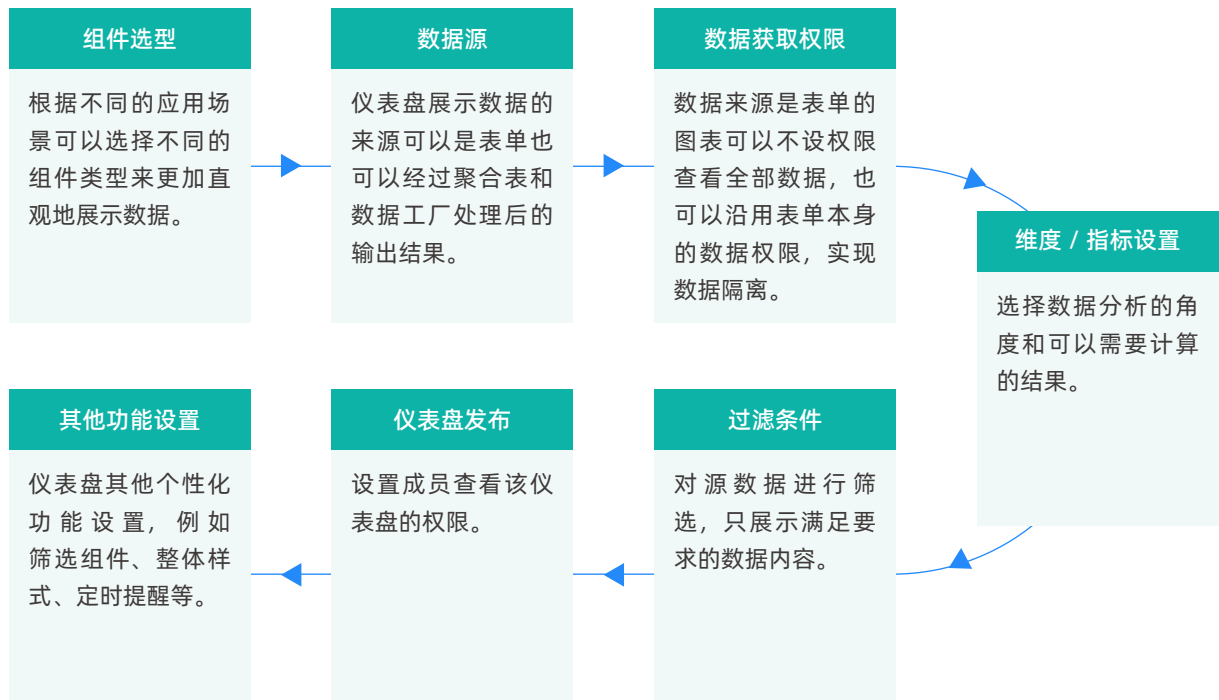 组件选型
根据不同的应用场
景可以选择不同的
组件类型来更加直
观地展示数据。
数据源
仪表盘展示数据的
来源可以是表单也
可以经过聚合表和
数据工厂处理后的
输出结果。
数据获取权限
数据来源是表单的
图表可以不设权限
查看全部数据，也
可以沿用表单本身
的数据权限，实现
数据隔离。
维度 / 指标设置
选择数据分析的角
度和可以需要计算
的结果。
过滤条件
对源数据进行筛
选，只展示满足要
求的数据内容。
仪表盘发布
设置成员查看该仪
表盘的权限。
其他功能设置
仪表盘其他个性化
功能设置，例如
筛选组件、整体样
式、定时提醒等。